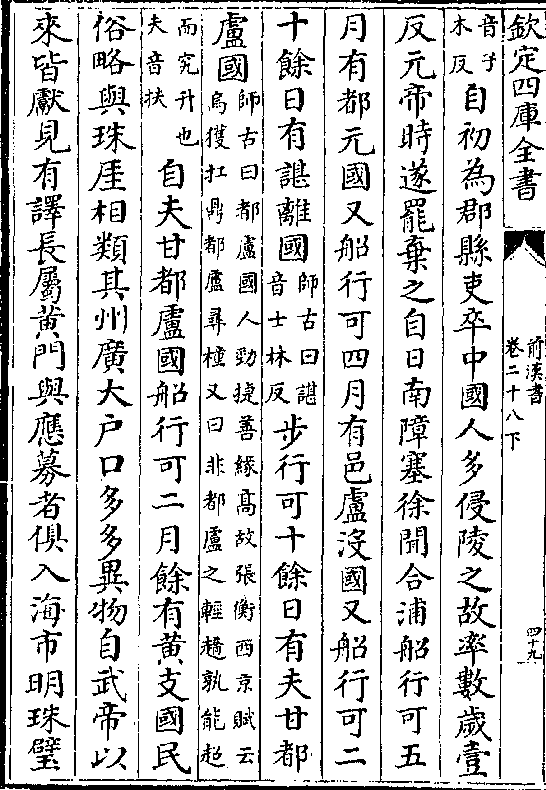 欽定四庫全書
前漢書
卷二十八下
四十九
音子
木反
自初為郡縣吏卒中國人多侵陵之故率數歲壹
反元帝時遂罷棄之自日南障塞徐聞合浦船行可五
月有都元國又船行可四月有邑盧沒國又船行可二
十餘日有諶離國
師古曰諶
音士林反
步行可十餘日有夫甘都
盧國
師古曰都盧國人勁捷善緣高故張衡西京賦云
烏獲扛鼎都盧尋橦又曰非都盧之輕趫孰能超
而究升也
夫音扶
自夫甘都盧國船行可二月餘有黄支國民
俗略與珠厓相類其州廣大户口多多異物自武帝以
來皆獻見有譯長屬黄門與應募者俱入海市明珠璧